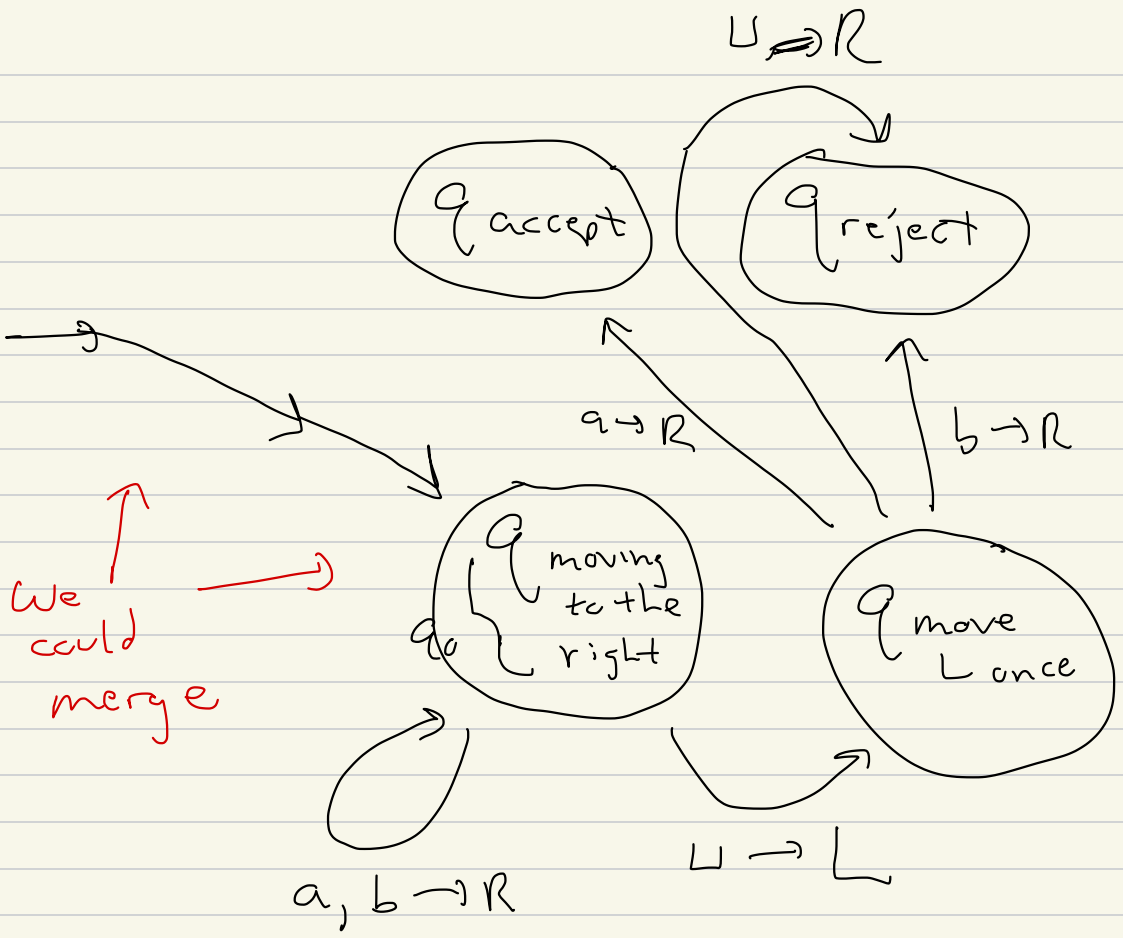 ⊔ → R
q accept
q reject
a → R
b → R
q moving
to the
right
q0
q move
L once
We
could
merge
a, b → R
⊔ → L